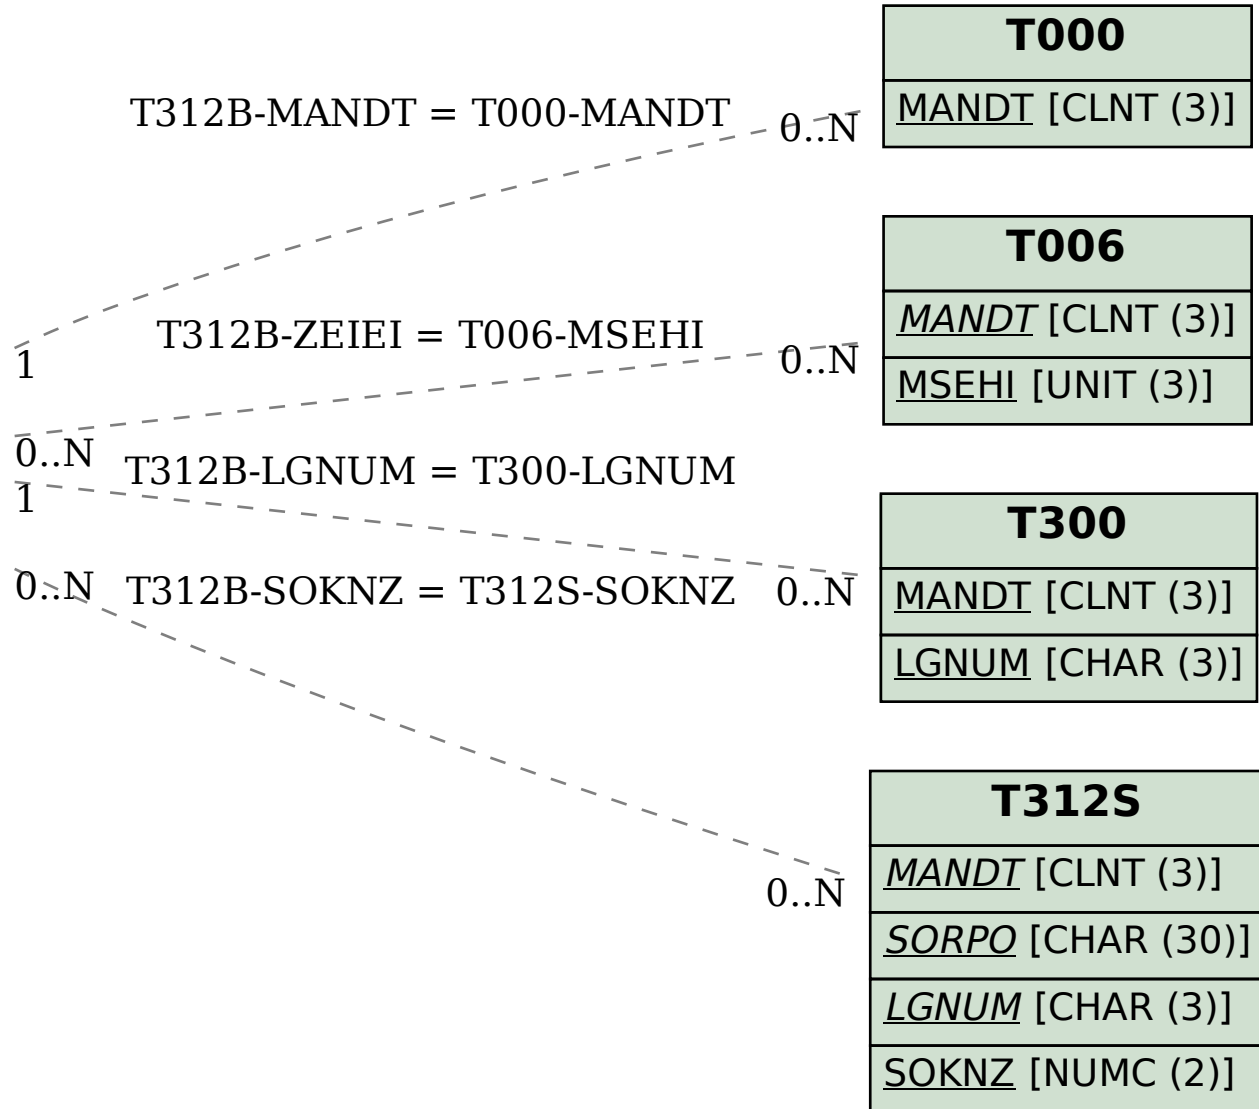 T000
MANDT [CLNT (3)]
T312B-MANDT = T000-MANDT
0..N
1
T006
MANDT [CLNT (3)]
MSEHI [UNIT (3)]
T312B-ZEIEI = T006-MSEHI
0..N
0..N
T312B-LGNUM = T300-LGNUM
1
T300
MANDT [CLNT (3)]
LGNUM [CHAR (3)]
0..N
T312B-SOKNZ = T312S-SOKNZ
0..N
T312S
MANDT [CLNT (3)]
SORPO [CHAR (30)]
LGNUM [CHAR (3)]
SOKNZ [NUMC (2)]
0..N